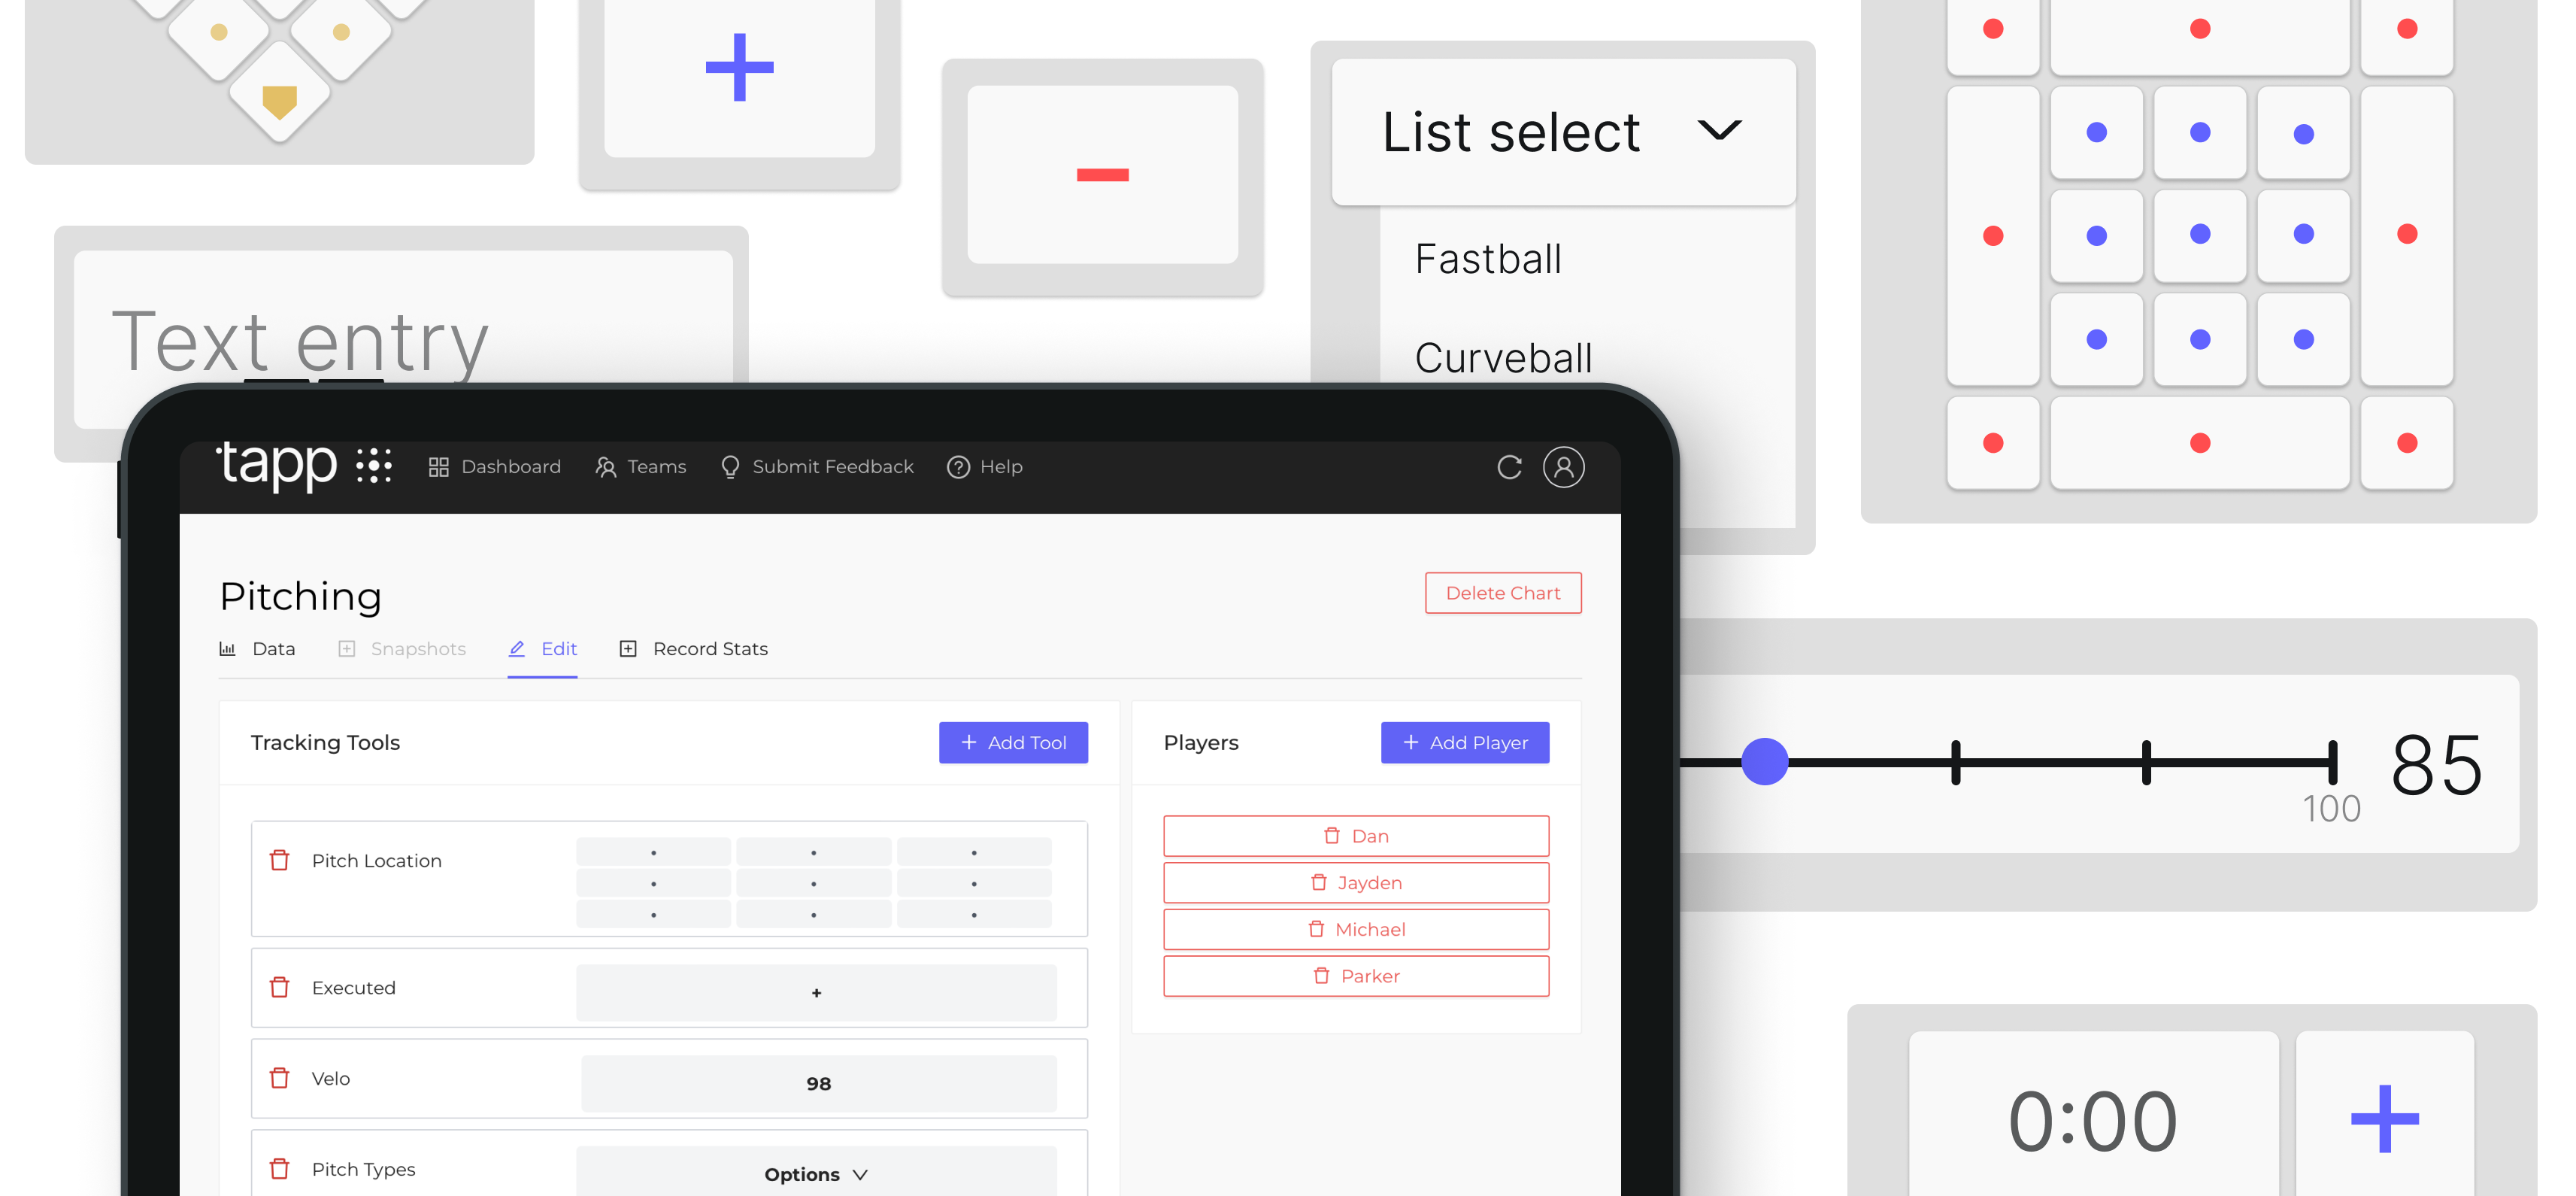 List select
Fastball
Curveball
Text entry
tapp
Dashboard
Teams
Submit Feedback
Help
Pitching
Delete Chart
Data
Snapshots
Edit
Record Stats
Tracking Tools
+ Add Tool
Players
+ Add Player
Pitch Location
Executed
+
Velo
98
Pitch Types
Options
Dan
Jayden
Michael
Parker
85
100
0:00